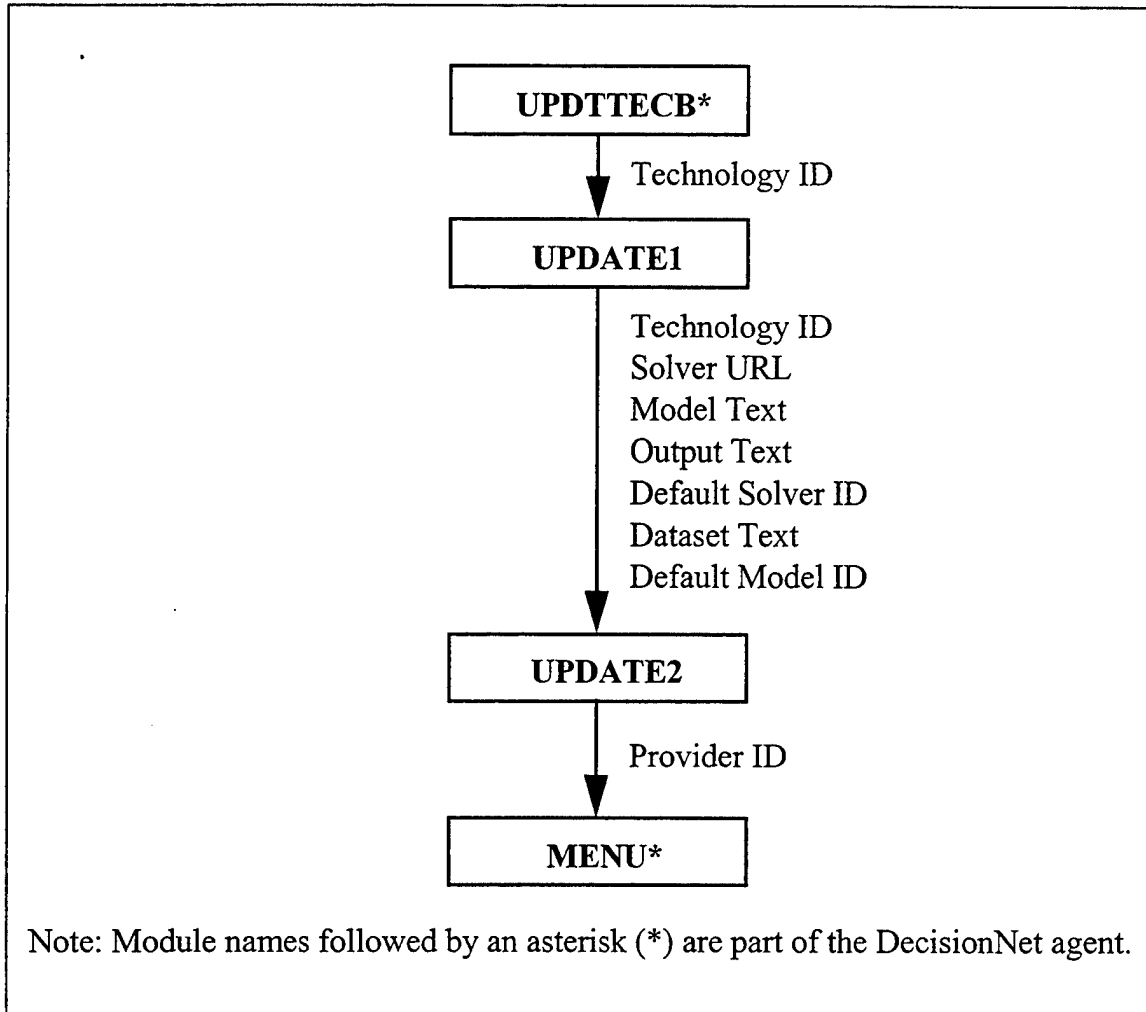 UPDTTECB*
Technology ID
UPDATE1
Technology ID
Solver URL
Model Text
Output Text
Default Solver ID
Dataset Text
Default Model ID
UPDATE2
Provider ID
MENU*
Note: Module names followed by an asterisk (*) are part of the DecisionNet agent.